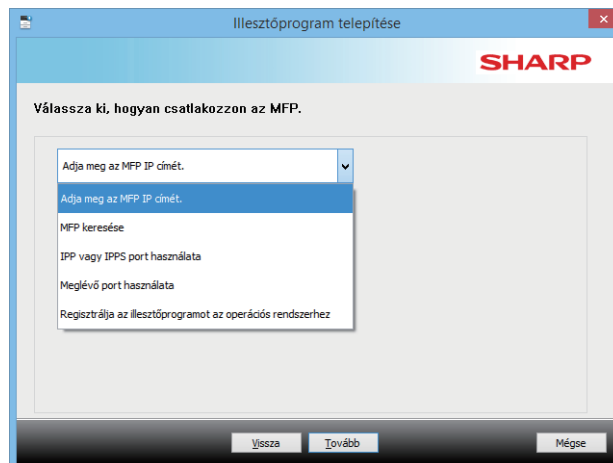 Illesztőprogram telepítése
SHARP
Válassza ki, hogyan csatlakozzon az MFP.
Adja meg az MFP IP címét.
Adja meg az MFP IP címét.
MFP keresése
IPP vagy IPPS port használata
Meglévő port használata
Regisztrálja az illesztőprogramot az operációs rendszerhez
Vissza Tovább Mégse